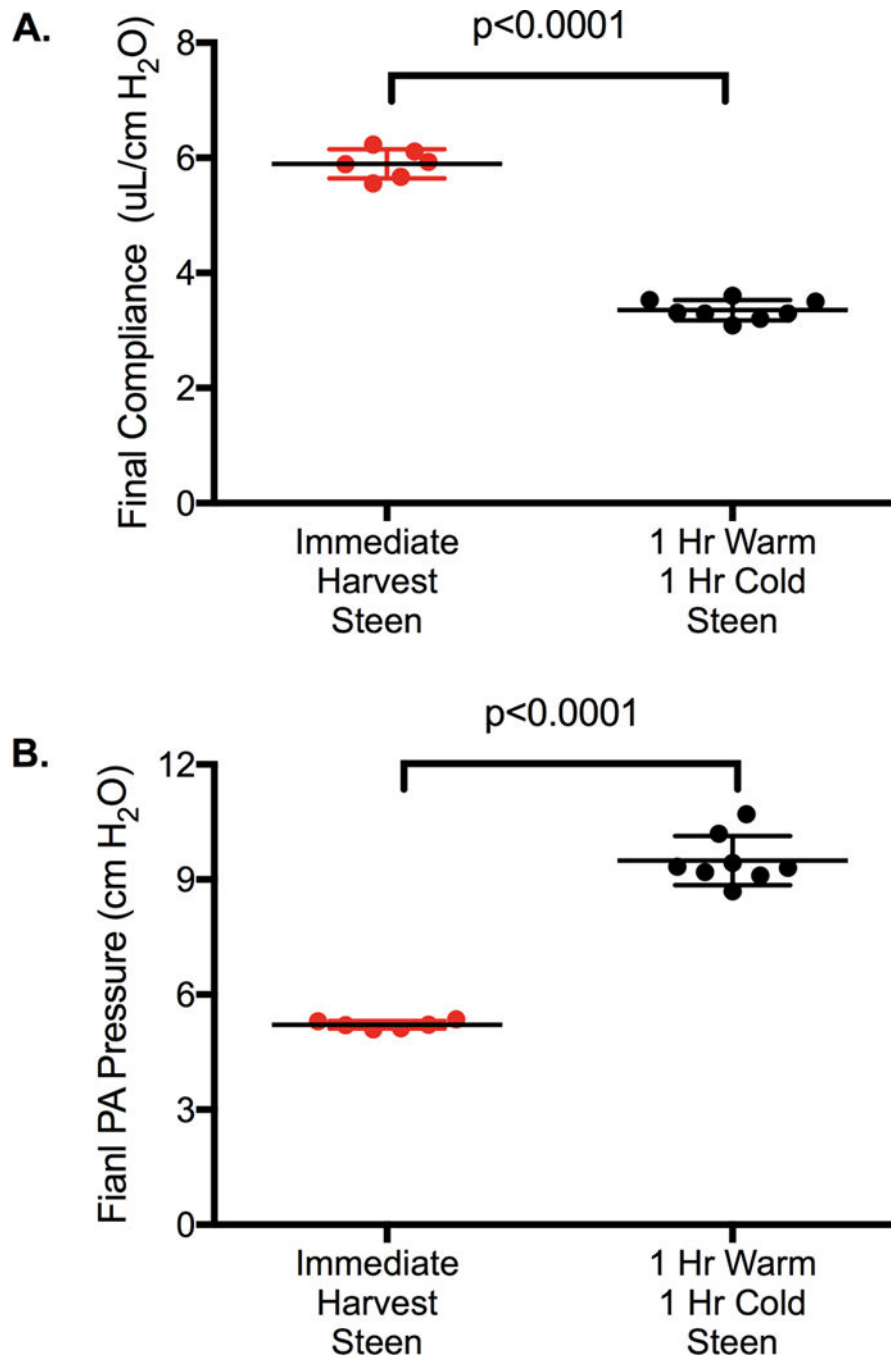 A.
p<0.0001
Final Compliance (uL/cm H₂O)
8
6
4
2
0
Immediate
Harvest
Steen
1 Hr Warm
1 Hr Cold
Steen
B.
p<0.0001
Fianl PA Pressure (cm H₂O)
12
9
6
3
0
Immediate
Harvest
Steen
1 Hr Warm
1 Hr Cold
Steen